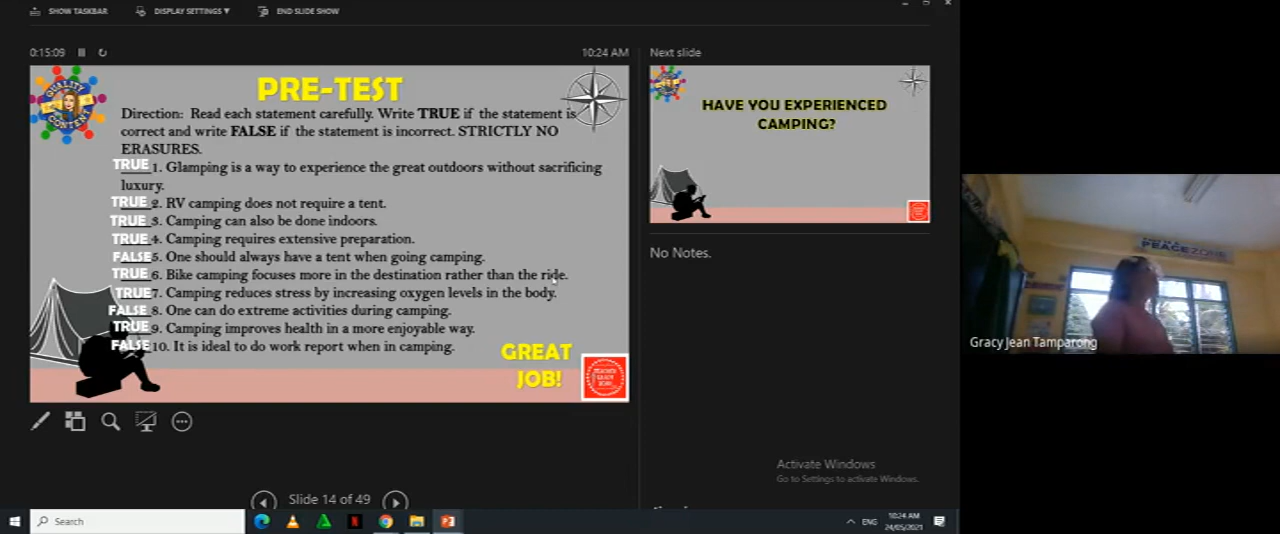 SHOW TASKBAR
DISPLAY SETTINGS ▼
END SLIDE SHOW
0:15:09
10:24 AM
QUALITY
CONTENT
PRE-TEST
Direction: Read each statement carefully. Write TRUE if the statement is
correct and write FALSE if the statement is incorrect. STRICTLY NO
ERASURES.
TRUE 1. Glamping is a way to experience the great outdoors without sacrificing
luxury.
TRUE 2. RV camping does not require a tent.
TRUE 3. Camping can also be done indoors.
TRUE 4. Camping requires extensive preparation.
FALSE 5. One should always have a tent when going camping.
TRUE 6. Bike camping focuses more in the destination rather than the ride.
TRUE 7. Camping reduces stress by increasing oxygen levels in the body.
FALSE 8. One can do extreme activities during camping.
TRUE 9. Camping improves health in a more enjoyable way.
FALSE 10. It is ideal to do work report when in camping.
GREAT
JOB!
Slide 14 of 49
Next slide
HAVE YOU EXPERIENCED
CAMPING?
No Notes.
Activate Windows
Go to Settings to activate Windows.
PEACE ZONE
Gracy Jean Tamparong
Search
ENG
10:24 AM
24/05/2021